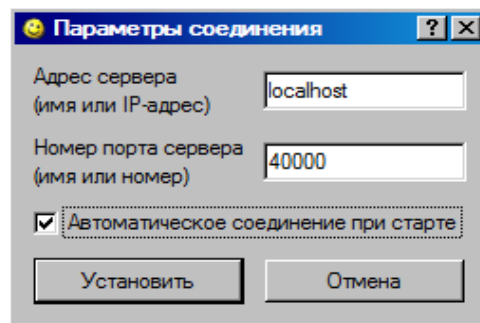 Параметры соединения
Адрес сервера
(имя или IP-адрес)
localhost
Номер порта сервера
(имя или номер)
40000
Автоматическое соединение при старте
Установить
Отмена